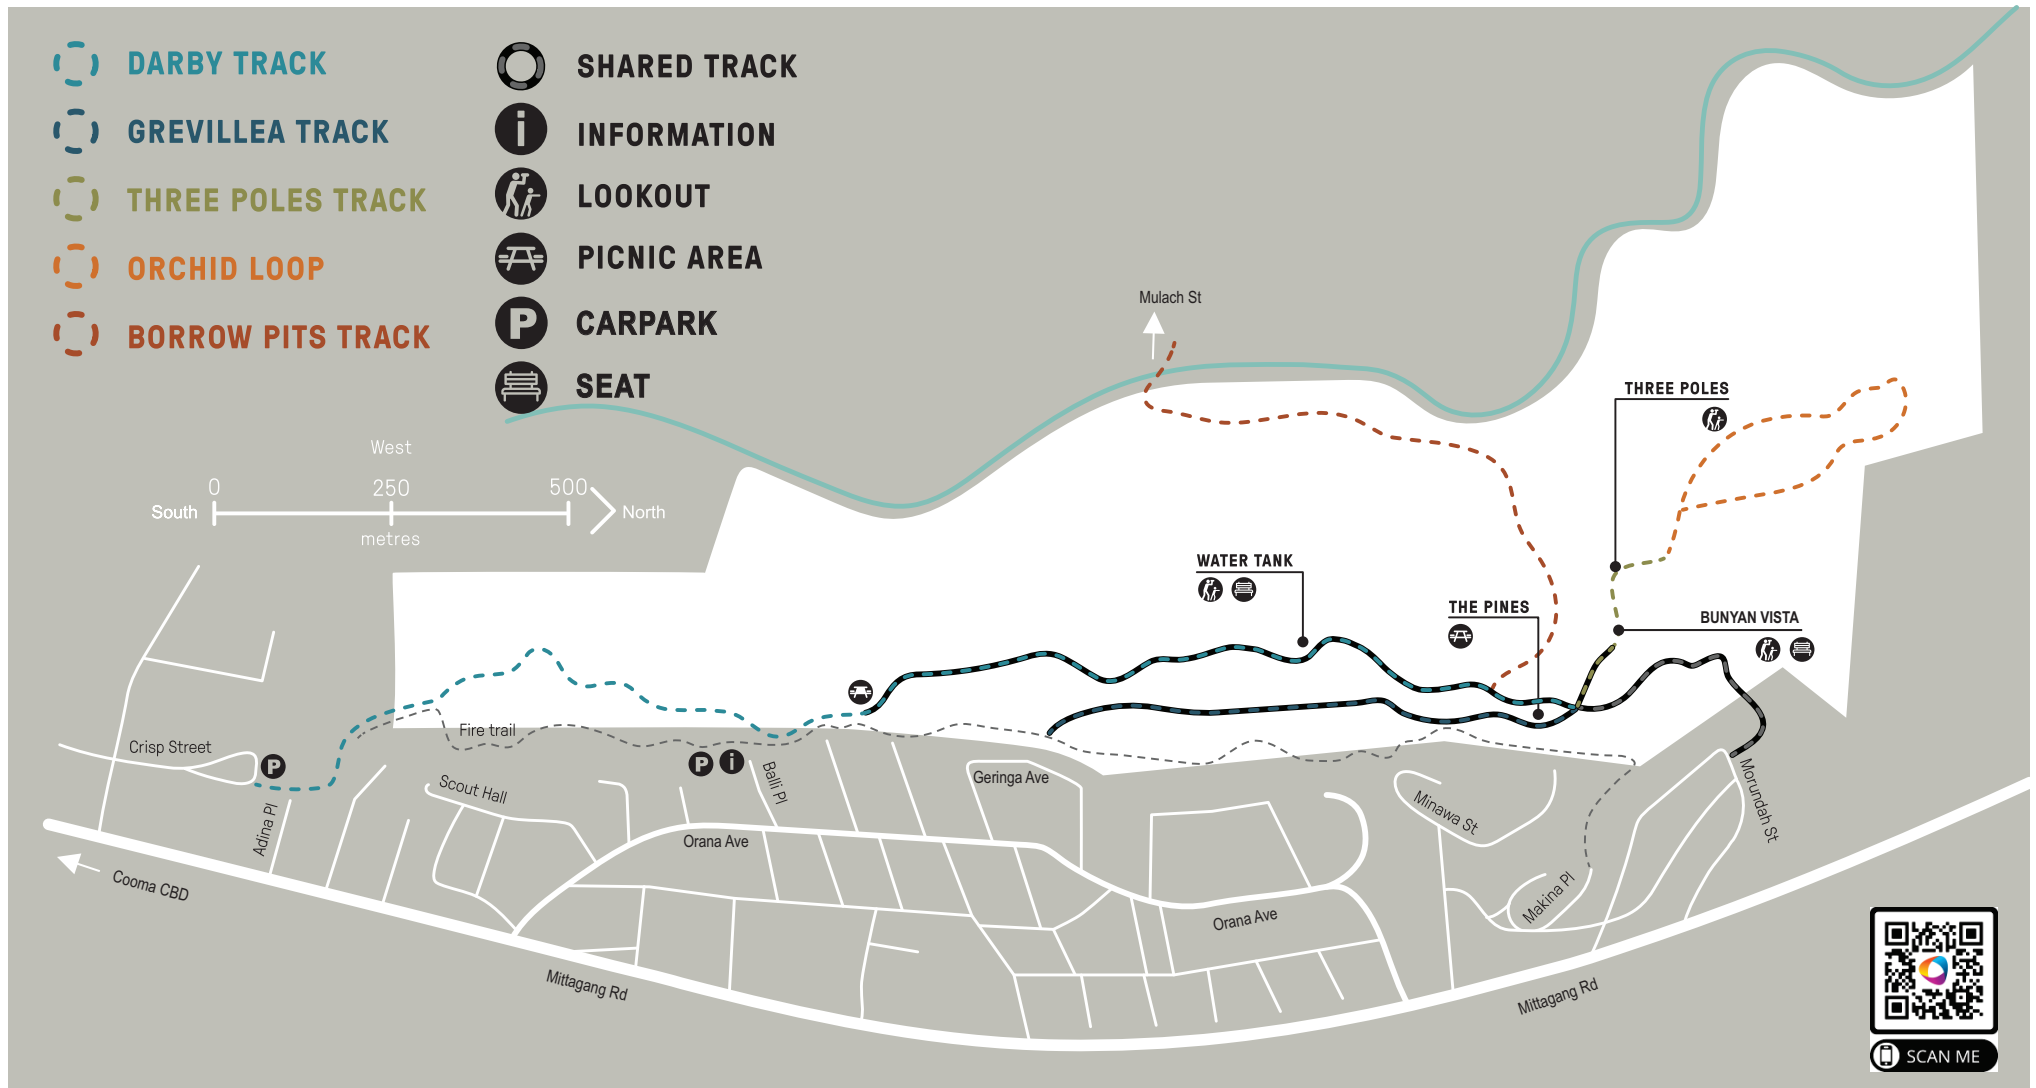 DARBY TRACK
GREVILLEA TRACK
THREE POLES TRACK
ORCHID LOOP
BORROW PITS TRACK
SHARED TRACK
i
INFORMATION
LOOKOUT
PICNIC AREA
P
CARPARK
SEAT
West
0
250
500
South
North
metres
Mulach St
THREE POLES
WATER TANK
THE PINES
BUNYAN VISTA
Fire trail
Crisp Street
P
P
i
Balli Pl
Scout Hall
Geringa Ave
Minawa St
Morundah St
Adina Pl
Orana Ave
Makina Pl
Orana Ave
Cooma CBD
Mittagang Rd
Mittagang Rd
SCAN ME